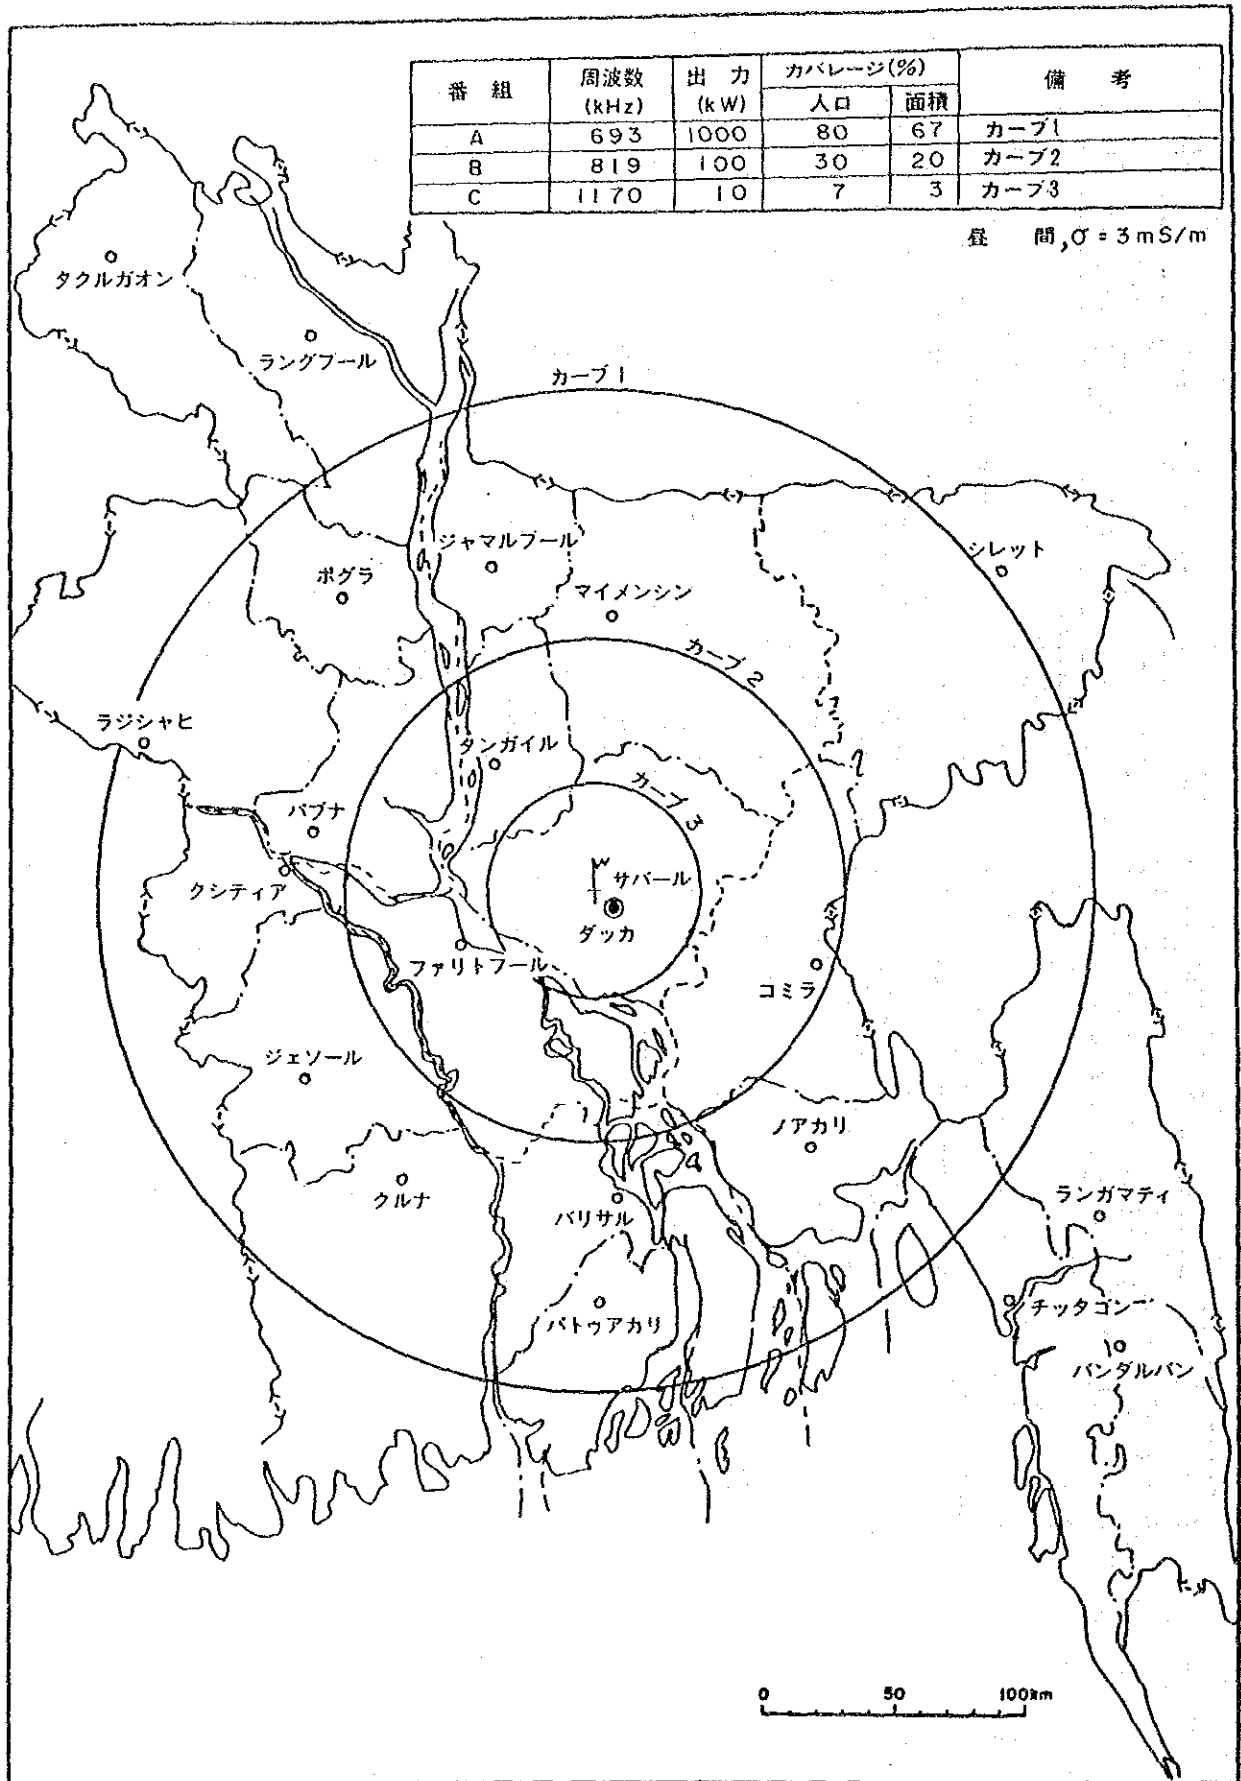 番組 周波数(kHz) 出力(kW) カバレージ(%) 備考
人口 面積
A 693 1000 80 67 カーブ1
B 819 100 30 20 カーブ2
C 1170 10 7 3 カーブ3
昼 間,σ=3mS/m
タクルガオン
ラングプール
カーブ1
ジャマルプール
シレット
ボグラ
マイメンシン
カーブ2
ラジシャヒ
タンガイル
カーブ3
パブナ
クシティア
サバール
ダッカ
ファリトフール
コミラ
ジェソール
ノアカリ
クルナ
バリサル
ランガマティ
パトゥアカリ
チッタゴン
バンダルバン
0 50 100km